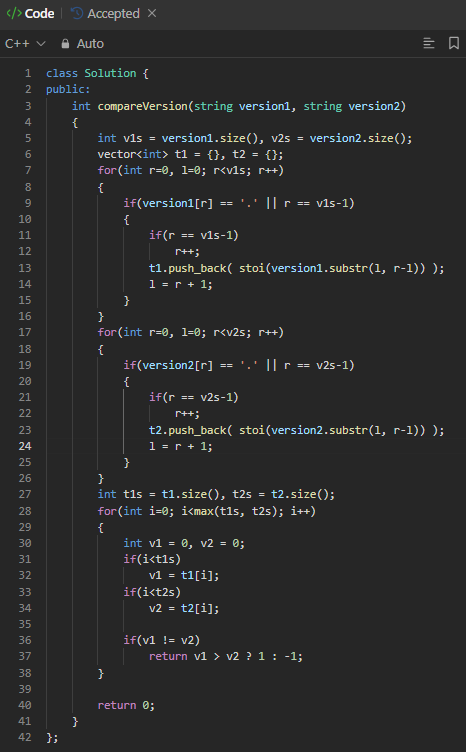 </> Code | Accepted ×
C++ Auto
1 class Solution {
2 public:
3     int compareVersion(string version1, string version2)
4     {
5         int v1s = version1.size(), v2s = version2.size();
6         vector<int> t1 = {}, t2 = {};
7         for(int r=0, l=0; r<v1s; r++)
8         {
9             if(version1[r] == '.' || r == v1s-1)
10             {
11                 if(r == v1s-1)
12                     r++;
13                 t1.push_back( stoi(version1.substr(l, r-l)) );
14                 l = r + 1;
15             }
16         }
17         for(int r=0, l=0; r<v2s; r++)
18         {
19             if(version2[r] == '.' || r == v2s-1)
20             {
21                 if(r == v2s-1)
22                     r++;
23                 t2.push_back( stoi(version2.substr(l, r-l)) );
24                 l = r + 1;
25             }
26         }
27         int t1s = t1.size(), t2s = t2.size();
28         for(int i=0; i<max(t1s, t2s); i++)
29         {
30             int v1 = 0, v2 = 0;
31             if(i<t1s)
32                 v1 = t1[i];
33             if(i<t2s)
34                 v2 = t2[i];
35
36             if(v1 != v2)
37                 return v1 > v2 ? 1 : -1;
38         }
39
40         return 0;
41     }
42 };